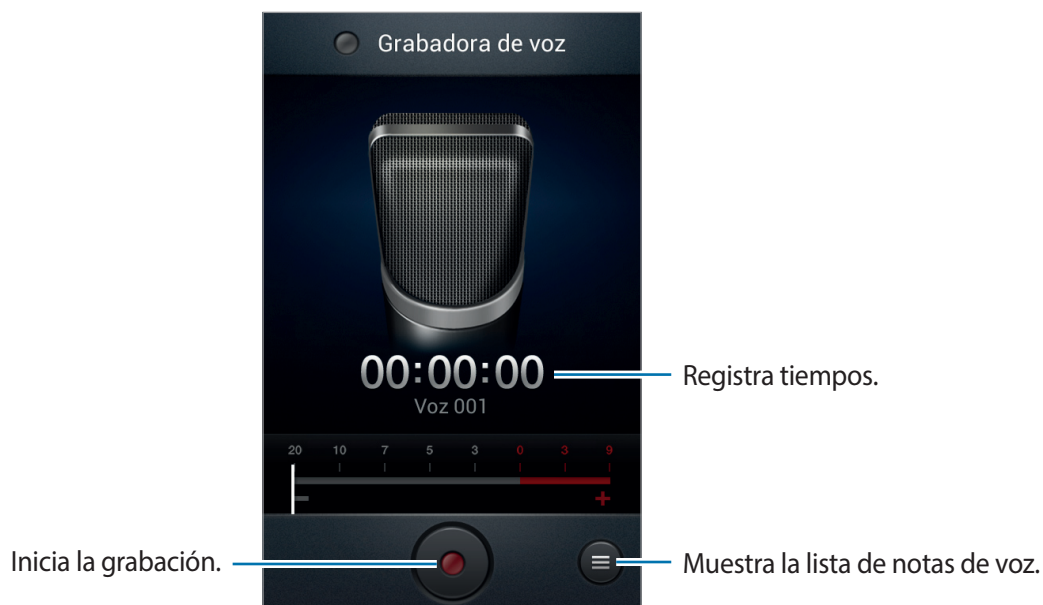 Grabadora de voz
00:00:00
Registra tiempos.
Voz 001
20 10 7 5 3 0 3 9
- +
Inicia la grabación.
Muestra la lista de notas de voz.